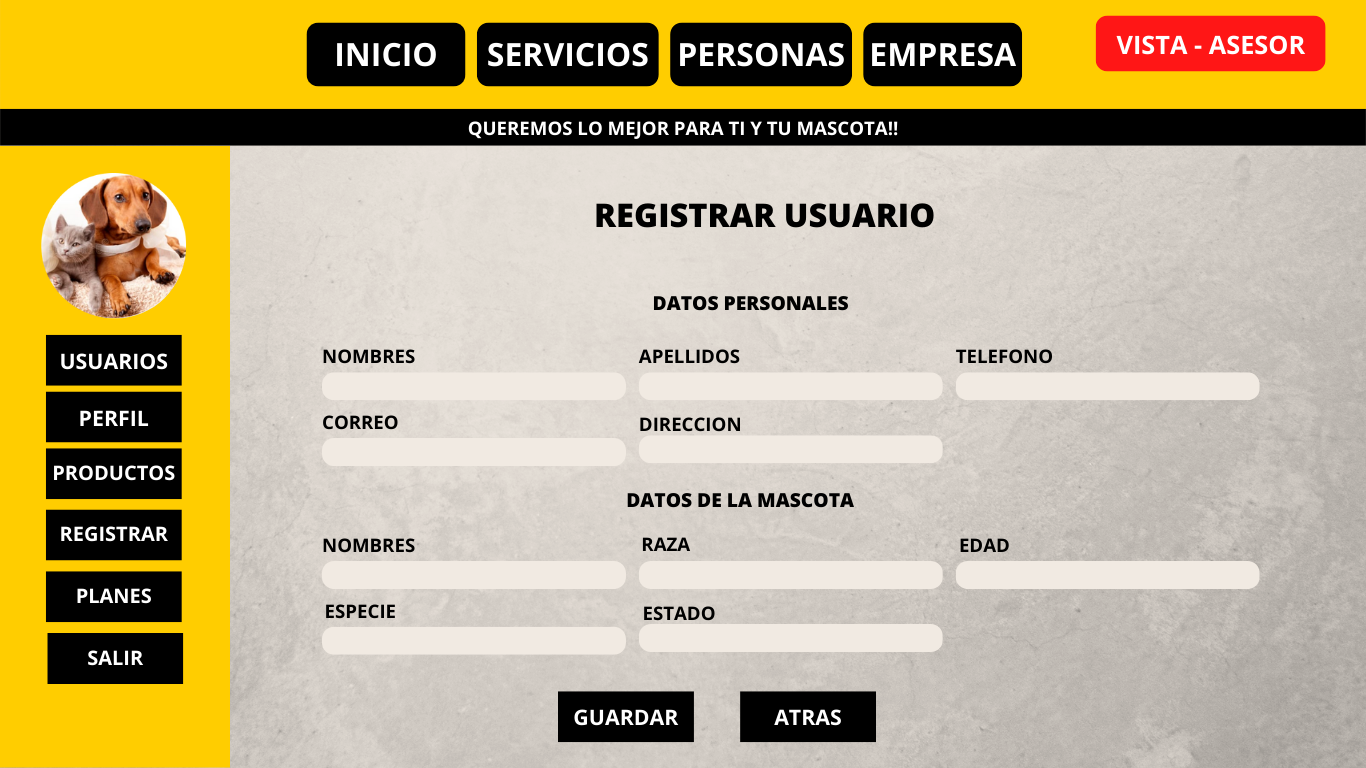 INICIO
SERVICIOS
PERSONAS
EMPRESA
VISTA - ASESOR
QUEREMOS LO MEJOR PARA TI Y TU MASCOTA!!
USUARIOS
PERFIL
PRODUCTOS
REGISTRAR
PLANES
SALIR
REGISTRAR USUARIO
DATOS PERSONALES
NOMBRES
APELLIDOS
TELEFONO
CORREO
DIRECCION
DATOS DE LA MASCOTA
NOMBRES
RAZA
EDAD
ESPECIE
ESTADO
GUARDAR
ATRAS